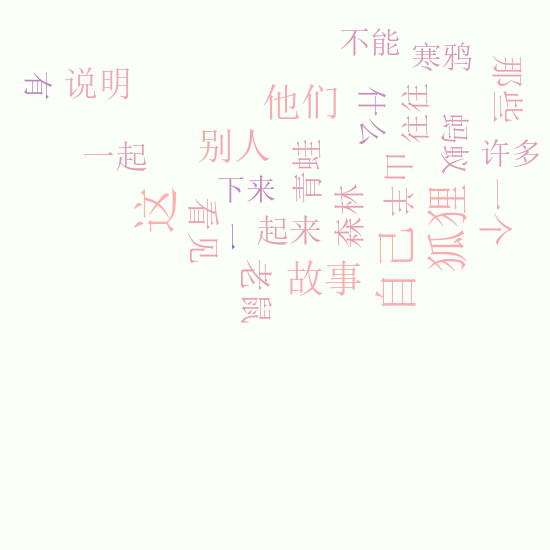 不能
寒鸦
那些
有
说明
他们
什么
往往
蚂蚁
别人
一起
青蛙
山羊
许多
下来
这
看见
一
起来
森林
自己
狐狸
一个
老鼠
故事